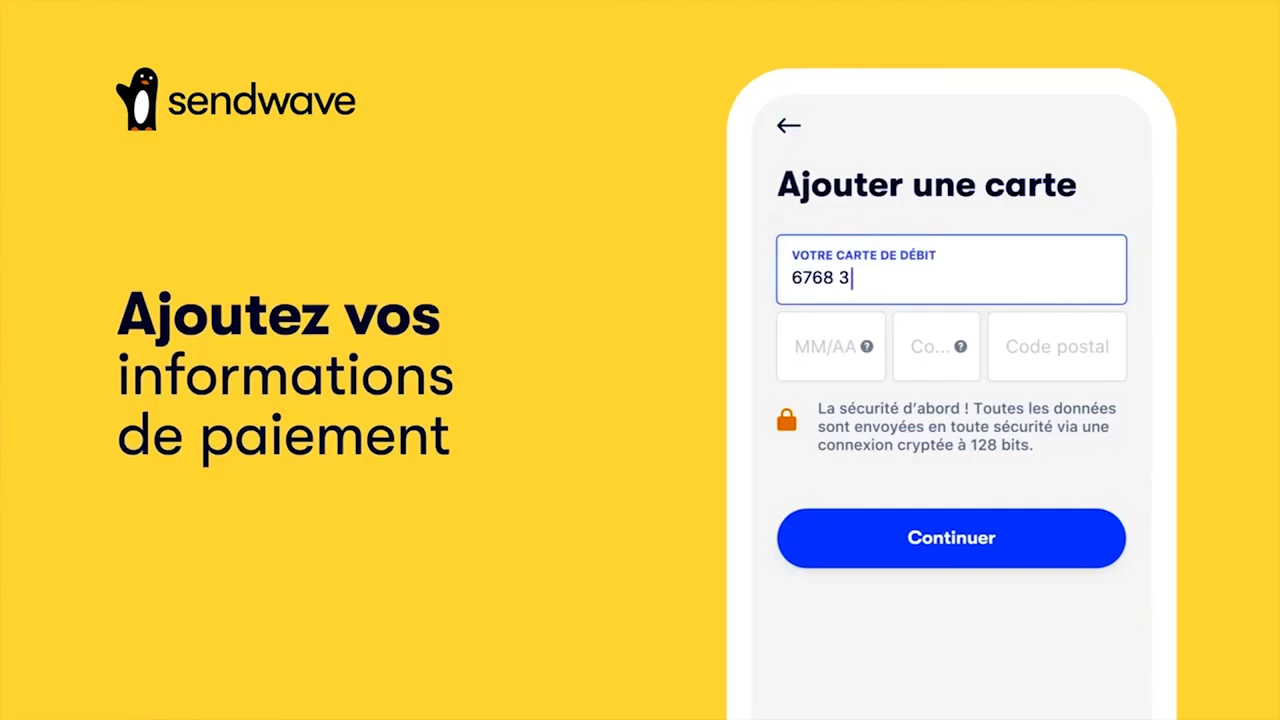 sendwave
Ajoutez vos
informations
de paiement
Ajouter une carte
VOTRE CARTE DE DÉBIT
6768 3
MM/AA ?
Co... ?
Code postal
La sécurité d’abord ! Toutes les données
sont envoyées en toute sécurité via une
connexion cryptée à 128 bits.
Continuer